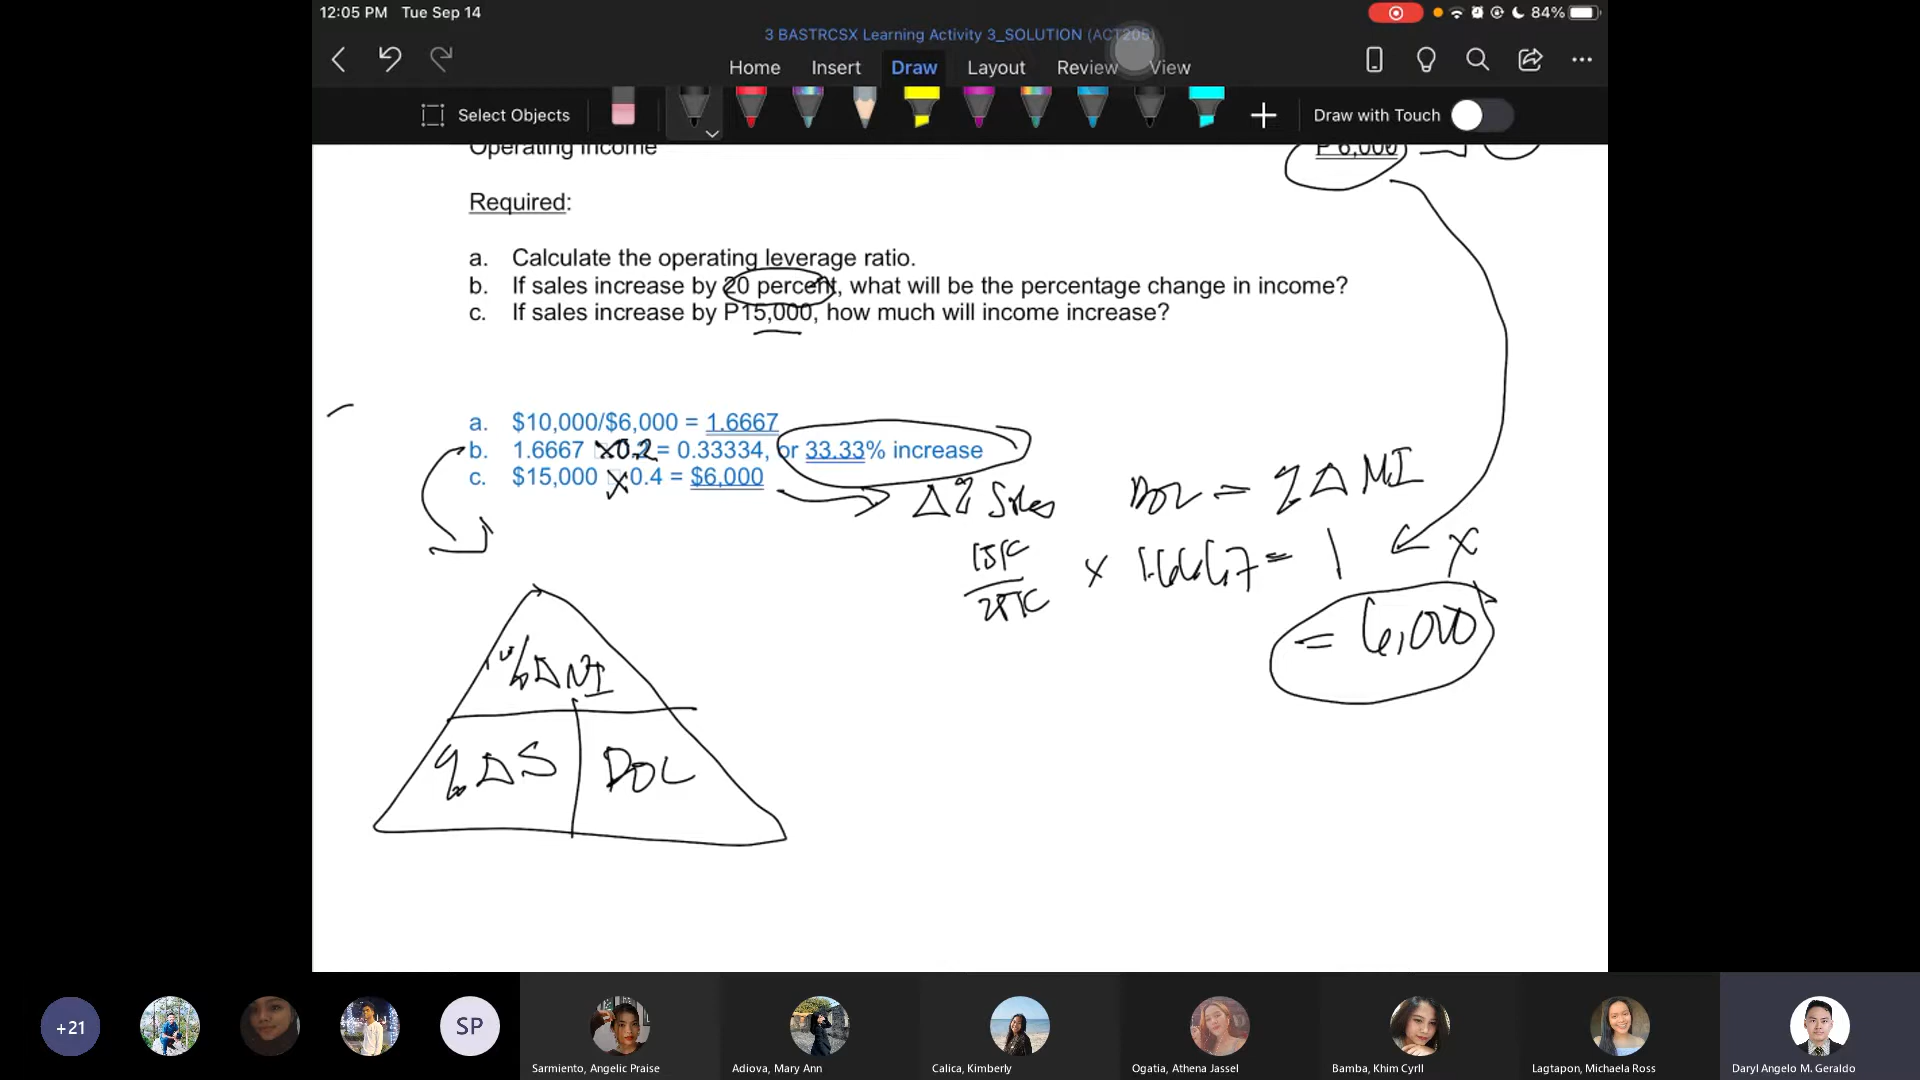 12:05 PM Tue Sep 14
84%
3 BASTRCSX Learning Activity 3_SOLUTION (ACT205)
Home Insert Draw Layout Review View
Select Objects
Draw with Touch
Operating Income
P 6,000
Required:
a. Calculate the operating leverage ratio.
b. If sales increase by 20 percent, what will be the percentage change in income?
c. If sales increase by P15,000, how much will income increase?
a. $10,000/$6,000 = 1.6667
b. 1.6667 x0.2 = 0.33334, or 33.33% increase
c. $15,000 x 0.4 = $6,000
Δ % Sales DOL = % Δ NI
15K
x 1.6667 = 1 x
= 6,000
% Δ NI
% Δ S DOL
+21
SP
Sarmiento, Angelic Praise
Adiova, Mary Ann
Calica, Kimberly
Ogatia, Athena Jassel
Bamba, Khim Cyrll
Lagtapon, Michaela Ross
Daryl Angelo M. Geraldo